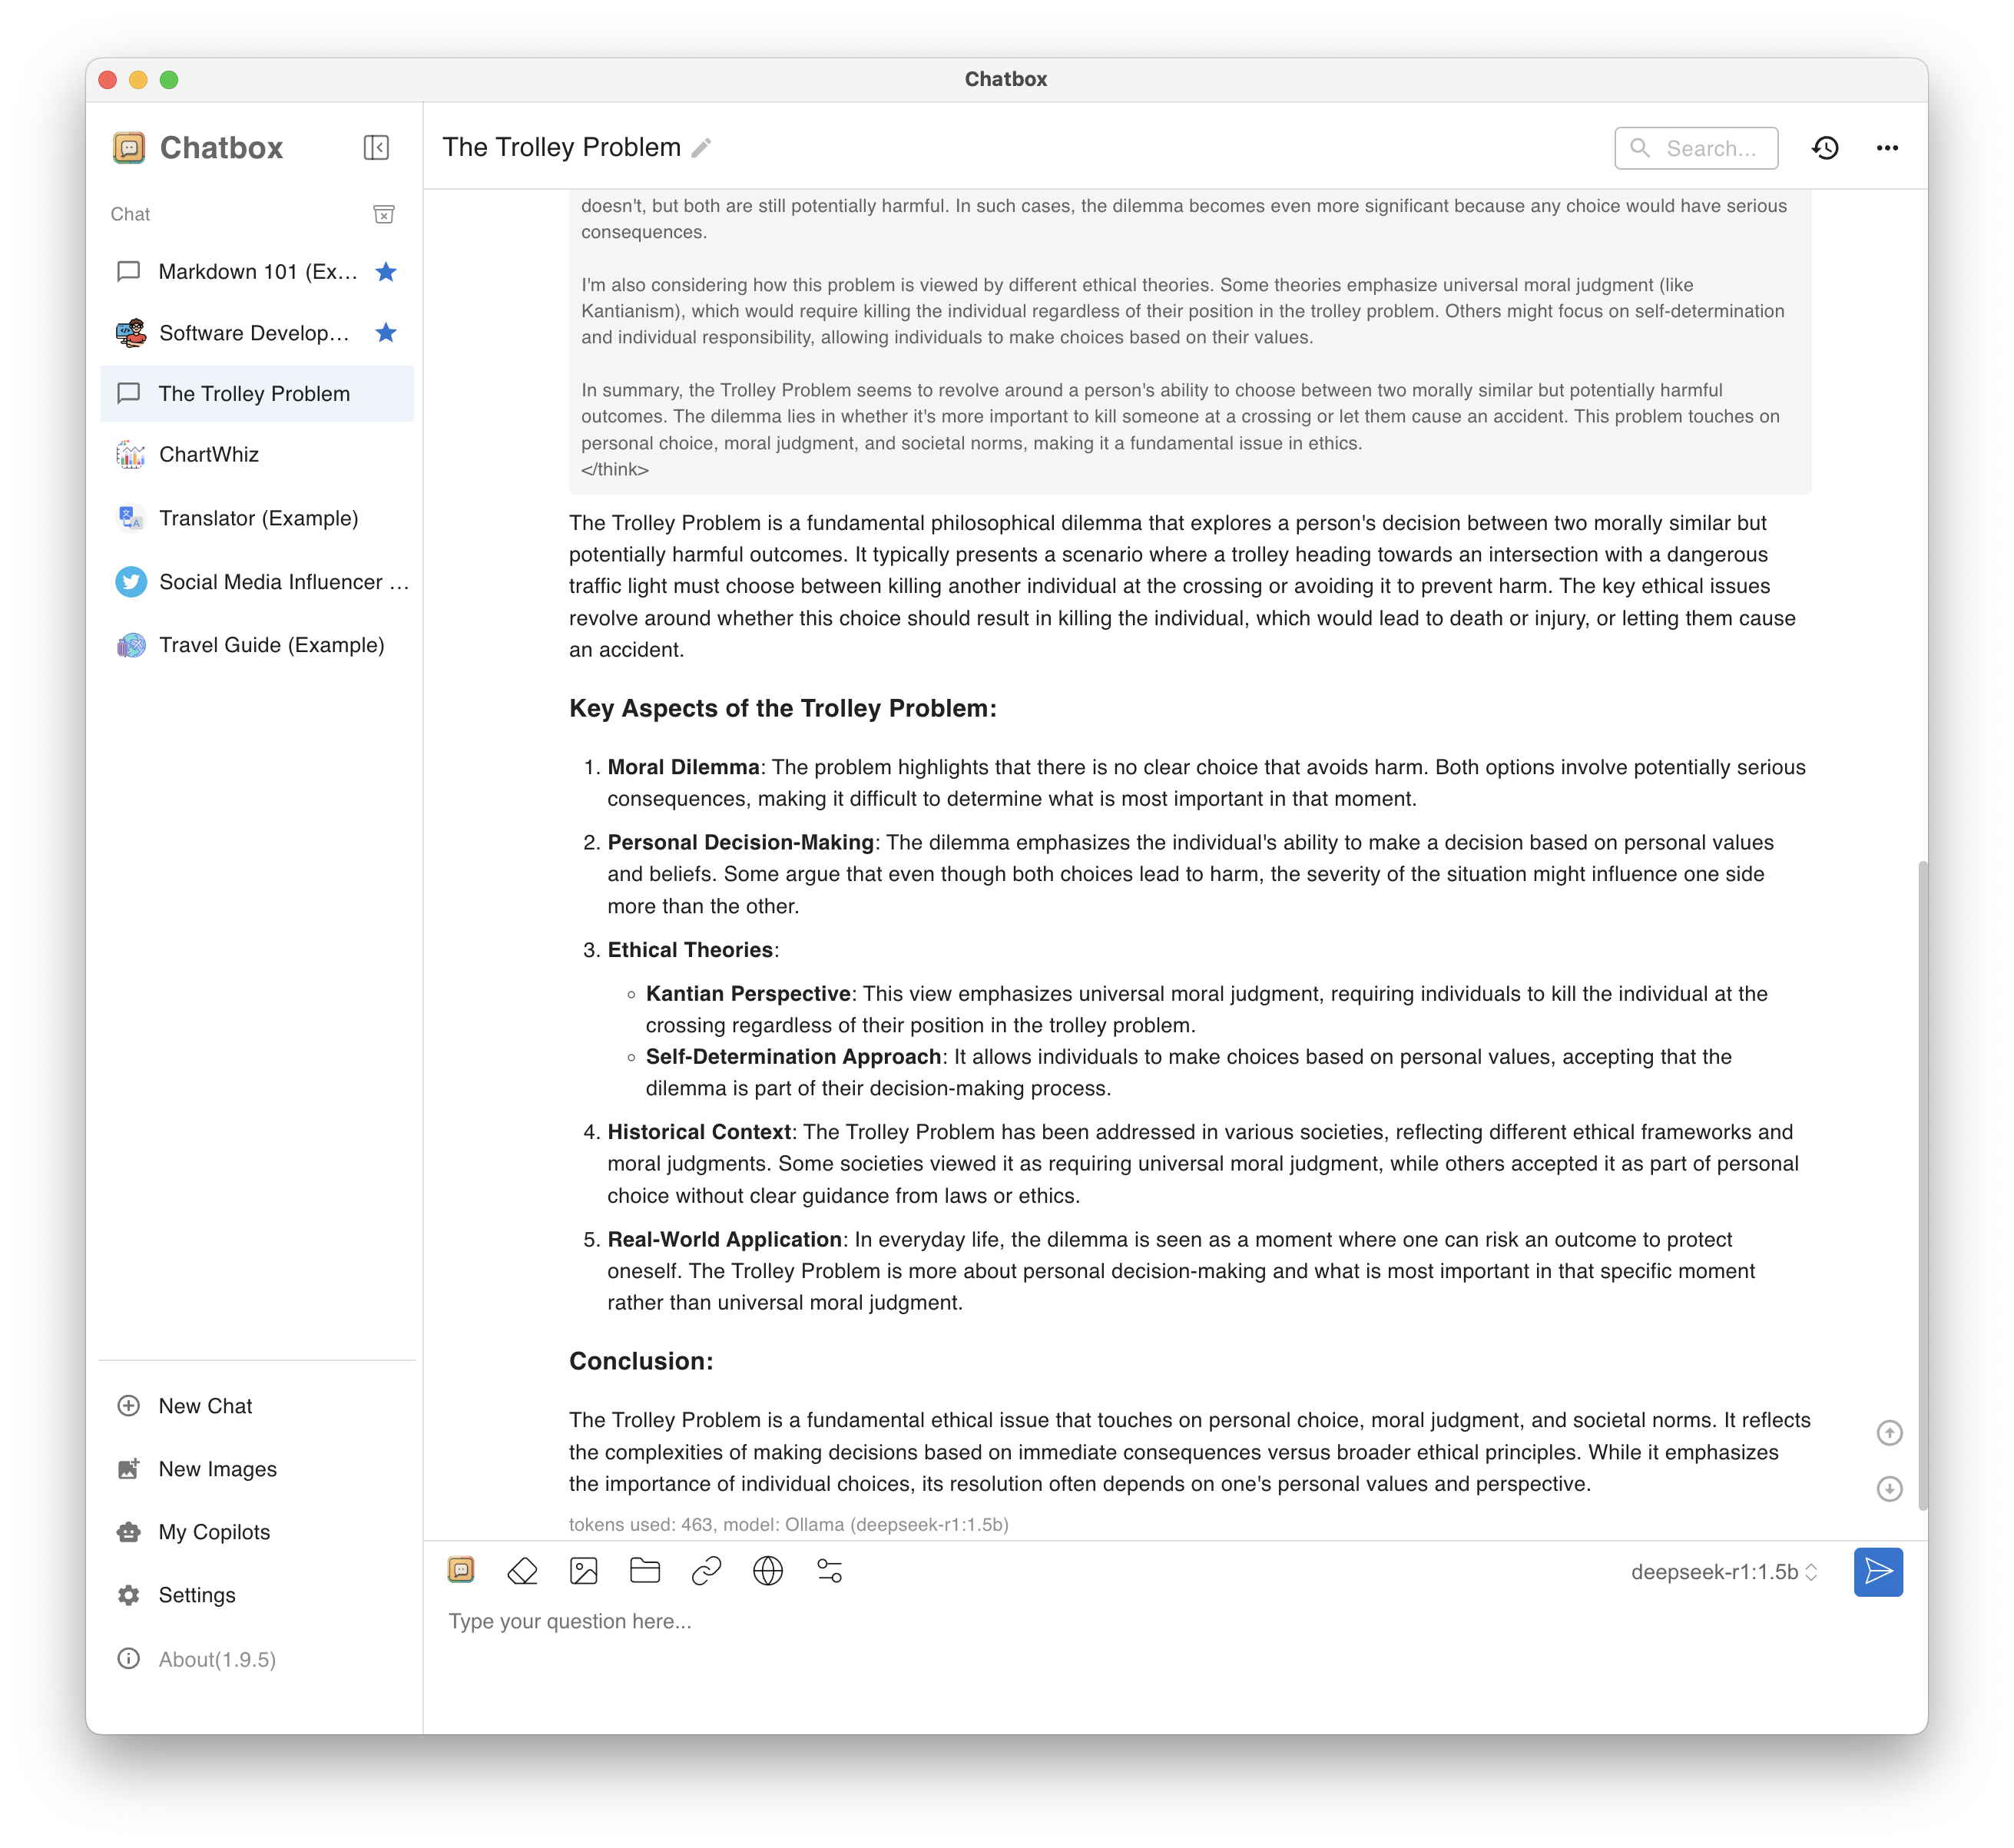 Chatbox
Chatbox
Chat
Markdown 101 (Ex...
Software Develop...
The Trolley Problem
ChartWhiz
Translator (Example)
Social Media Influencer ...
Travel Guide (Example)
New Chat
New Images
My Copilots
Settings
About(1.9.5)
The Trolley Problem
Search...
doesn't, but both are still potentially harmful. In such cases, the dilemma becomes even more significant because any choice would have serious
consequences.
I'm also considering how this problem is viewed by different ethical theories. Some theories emphasize universal moral judgment (like
Kantianism), which would require killing the individual regardless of their position in the trolley problem. Others might focus on self-determination
and individual responsibility, allowing individuals to make choices based on their values.
In summary, the Trolley Problem seems to revolve around a person's ability to choose between two morally similar but potentially harmful
outcomes. The dilemma lies in whether it's more important to kill someone at a crossing or let them cause an accident. This problem touches on
personal choice, moral judgment, and societal norms, making it a fundamental issue in ethics.
</think>
The Trolley Problem is a fundamental philosophical dilemma that explores a person's decision between two morally similar but
potentially harmful outcomes. It typically presents a scenario where a trolley heading towards an intersection with a dangerous
traffic light must choose between killing another individual at the crossing or avoiding it to prevent harm. The key ethical issues
revolve around whether this choice should result in killing the individual, which would lead to death or injury, or letting them cause
an accident.
Key Aspects of the Trolley Problem:
1. Moral Dilemma: The problem highlights that there is no clear choice that avoids harm. Both options involve potentially serious
consequences, making it difficult to determine what is most important in that moment.
2. Personal Decision-Making: The dilemma emphasizes the individual's ability to make a decision based on personal values
and beliefs. Some argue that even though both choices lead to harm, the severity of the situation might influence one side
more than the other.
3. Ethical Theories:
◦ Kantian Perspective: This view emphasizes universal moral judgment, requiring individuals to kill the individual at the
crossing regardless of their position in the trolley problem.
◦ Self-Determination Approach: It allows individuals to make choices based on personal values, accepting that the
dilemma is part of their decision-making process.
4. Historical Context: The Trolley Problem has been addressed in various societies, reflecting different ethical frameworks and
moral judgments. Some societies viewed it as requiring universal moral judgment, while others accepted it as part of personal
choice without clear guidance from laws or ethics.
5. Real-World Application: In everyday life, the dilemma is seen as a moment where one can risk an outcome to protect
oneself. The Trolley Problem is more about personal decision-making and what is most important in that specific moment
rather than universal moral judgment.
Conclusion:
The Trolley Problem is a fundamental ethical issue that touches on personal choice, moral judgment, and societal norms. It reflects
the complexities of making decisions based on immediate consequences versus broader ethical principles. While it emphasizes
the importance of individual choices, its resolution often depends on one's personal values and perspective.
tokens used: 463, model: Ollama (deepseek-r1:1.5b)
deepseek-r1:1.5b
Type your question here...